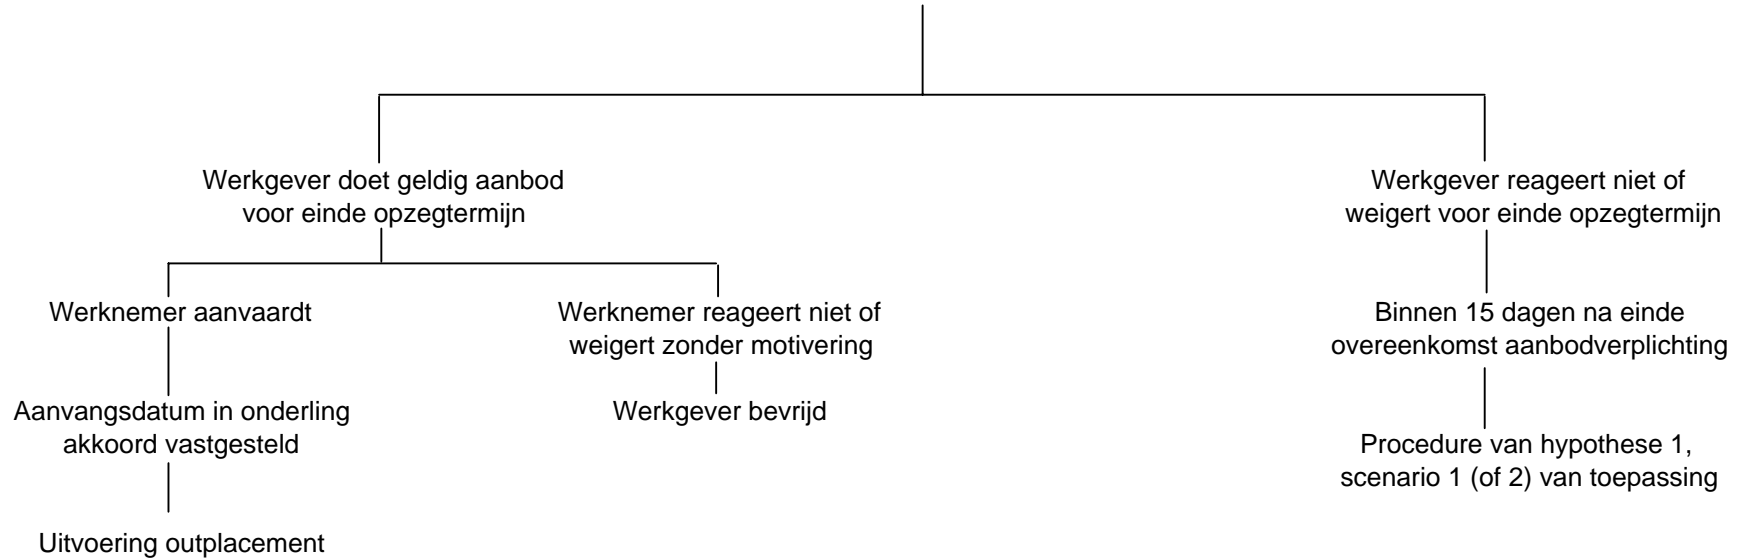 Werkgever doet geldig aanbod
voor einde opzegtermijn
Werkgever reageert niet of
weigert voor einde opzegtermijn
Werknemer aanvaardt
Werknemer reageert niet of
weigert zonder motivering
Binnen 15 dagen na einde
overeenkomst aanbodverplichting
Aanvangsdatum in onderling
akkoord vastgesteld
Werkgever bevrijd
Procedure van hypothese 1,
scenario 1 (of 2) van toepassing
Uitvoering outplacement